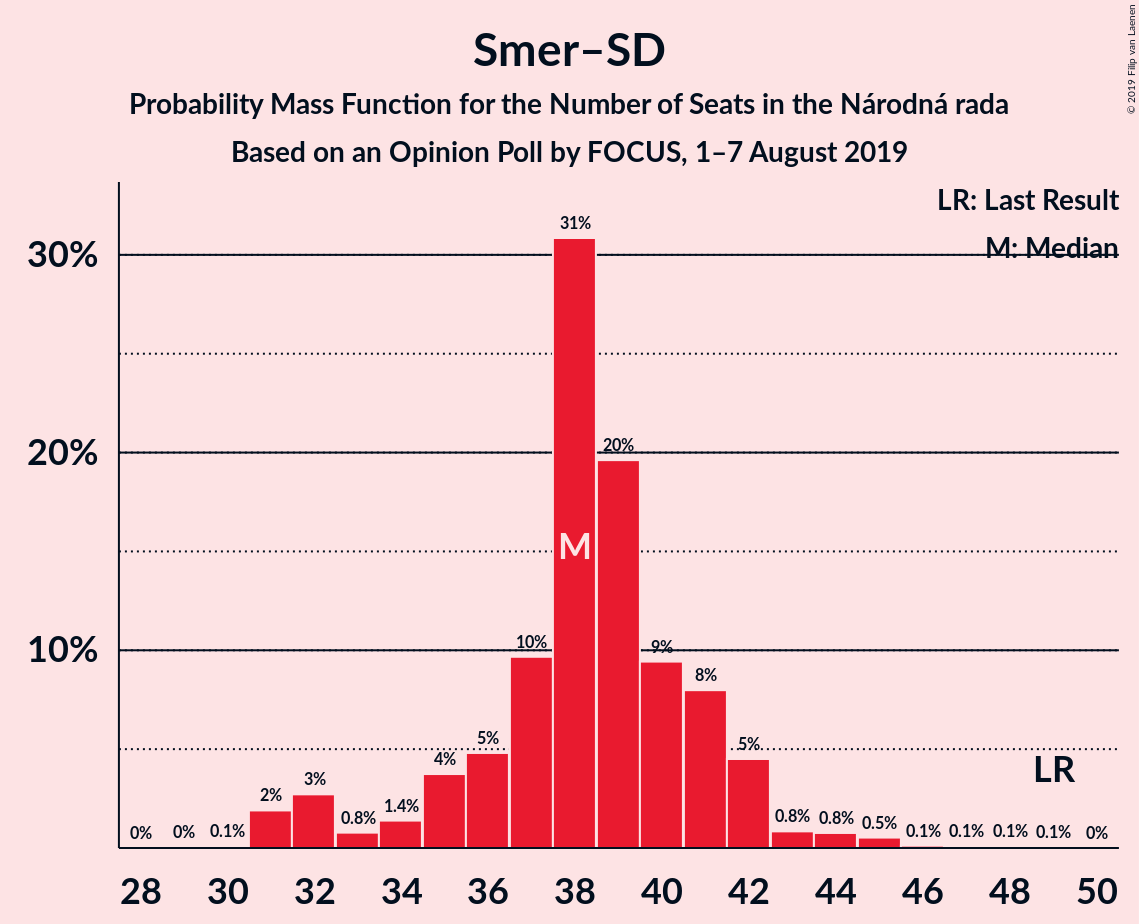 Smer–SD
Probability Mass Function for the Number of Seats in the Národná rada
Based on an Opinion Poll by FOCUS, 1–7 August 2019
© 2019 Filip van Laenen
LR: Last Result
M: Median
30%
20%
10%
0%
0%
0.1%
2%
3%
0.8%
1.4%
4%
5%
10%
31%
20%
9%
8%
5%
0.8%
0.8%
0.5%
0.1%
0.1%
0.1%
0.1%
0%
M
LR
28 30 32 34 36 38 40 42 44 46 48 50